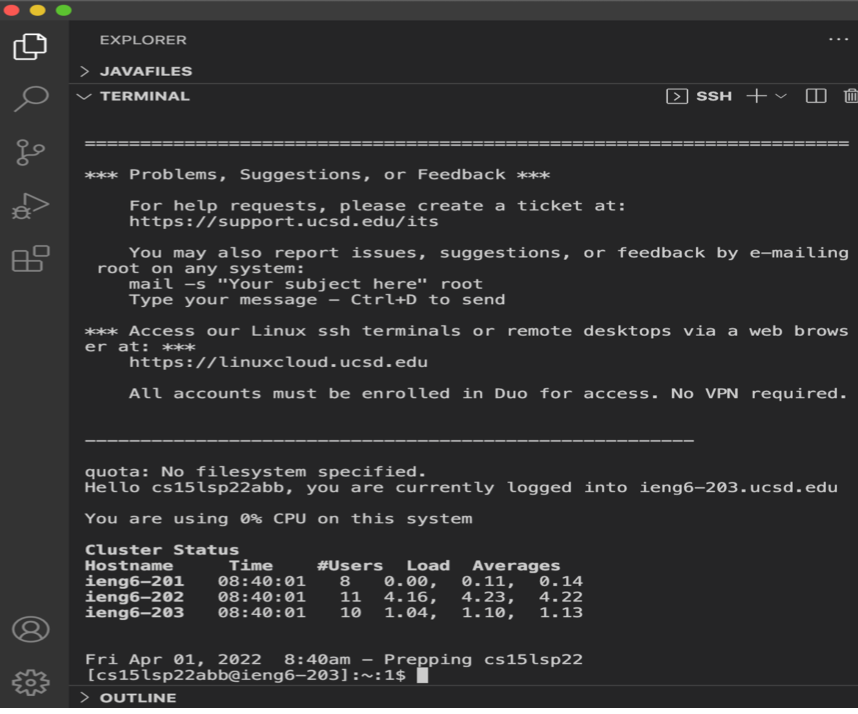 EXPLORER ...
> JAVAFILES
TERMINAL SSH
======================================================================
*** Problems, Suggestions, or Feedback ***
For help requests, please create a ticket at:
https://support.ucsd.edu/its
You may also report issues, suggestions, or feedback by e-mailing
root on any system:
mail -s "Your subject here" root
Type your message - Ctrl+D to send
*** Access our Linux ssh terminals or remote desktops via a web brows
er at: ***
https://linuxcloud.ucsd.edu
All accounts must be enrolled in Duo for access. No VPN required.
-------------------------------------------------------
quota: No filesystem specified.
Hello cs15lsp22abb, you are currently logged into ieng6-203.ucsd.edu
You are using 0% CPU on this system
Cluster Status
Hostname Time #Users Load Averages
ieng6-201 08:40:01 8 0.00, 0.11, 0.14
ieng6-202 08:40:01 11 4.16, 4.23, 4.22
ieng6-203 08:40:01 10 1.04, 1.10, 1.13
Fri Apr 01, 2022 8:40am - Prepping cs15lsp22
[cs15lsp22abb@ieng6-203]:~:1$
> OUTLINE